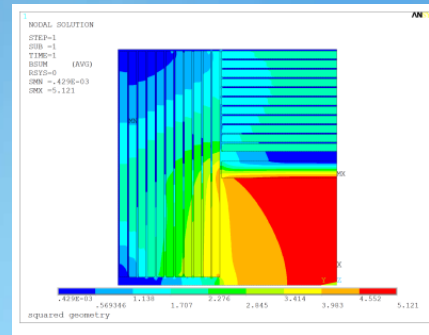 1
AN
NODAL SOLUTION
STEP=1
SUB =1
TIME=1
BSUM (AVG)
RSYS=0
SMN =.429E-03
SMX =5.121
MX
X
.429E-03 1.138 2.276 3.414 4.552
.569346 1.707 2.845 3.983 5.121
squared geometry